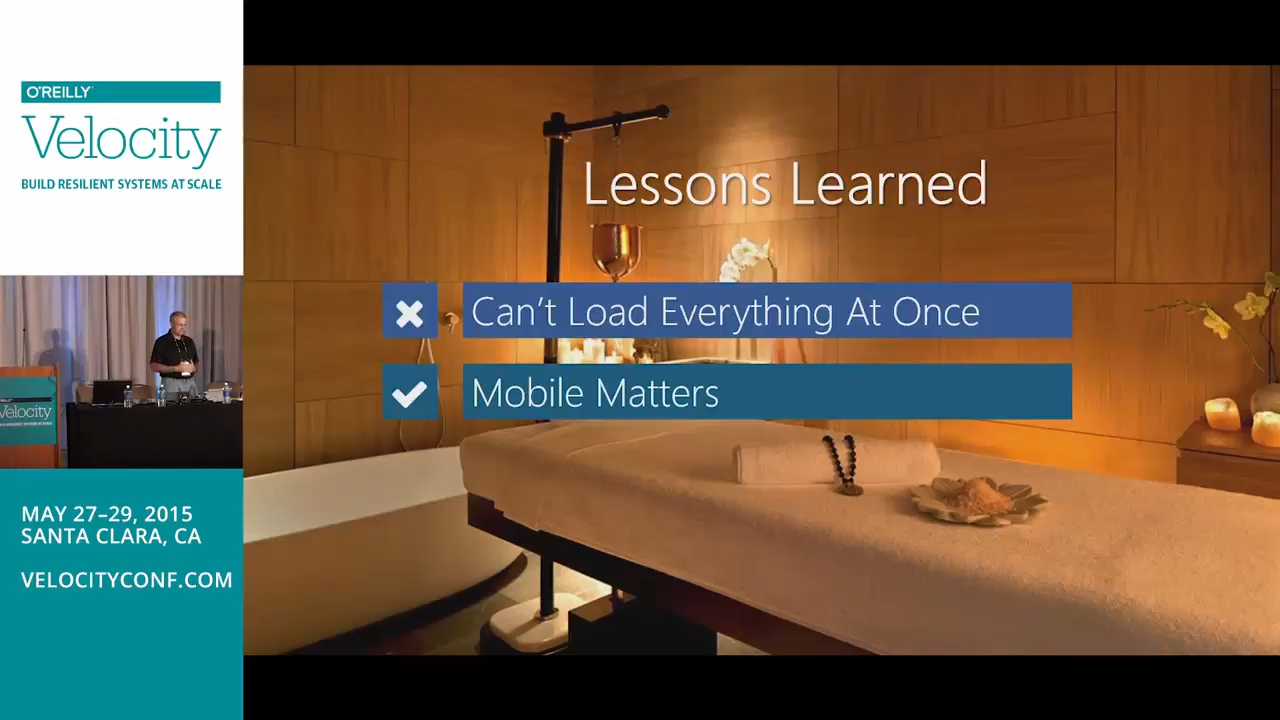 O'REILLY
Velocity
BUILD RESILIENT SYSTEMS AT SCALE
Lessons Learned
Can't Load Everything At Once
Mobile Matters
Velocity
MAY 27–29, 2015
SANTA CLARA, CA
VELOCITYCONF.COM